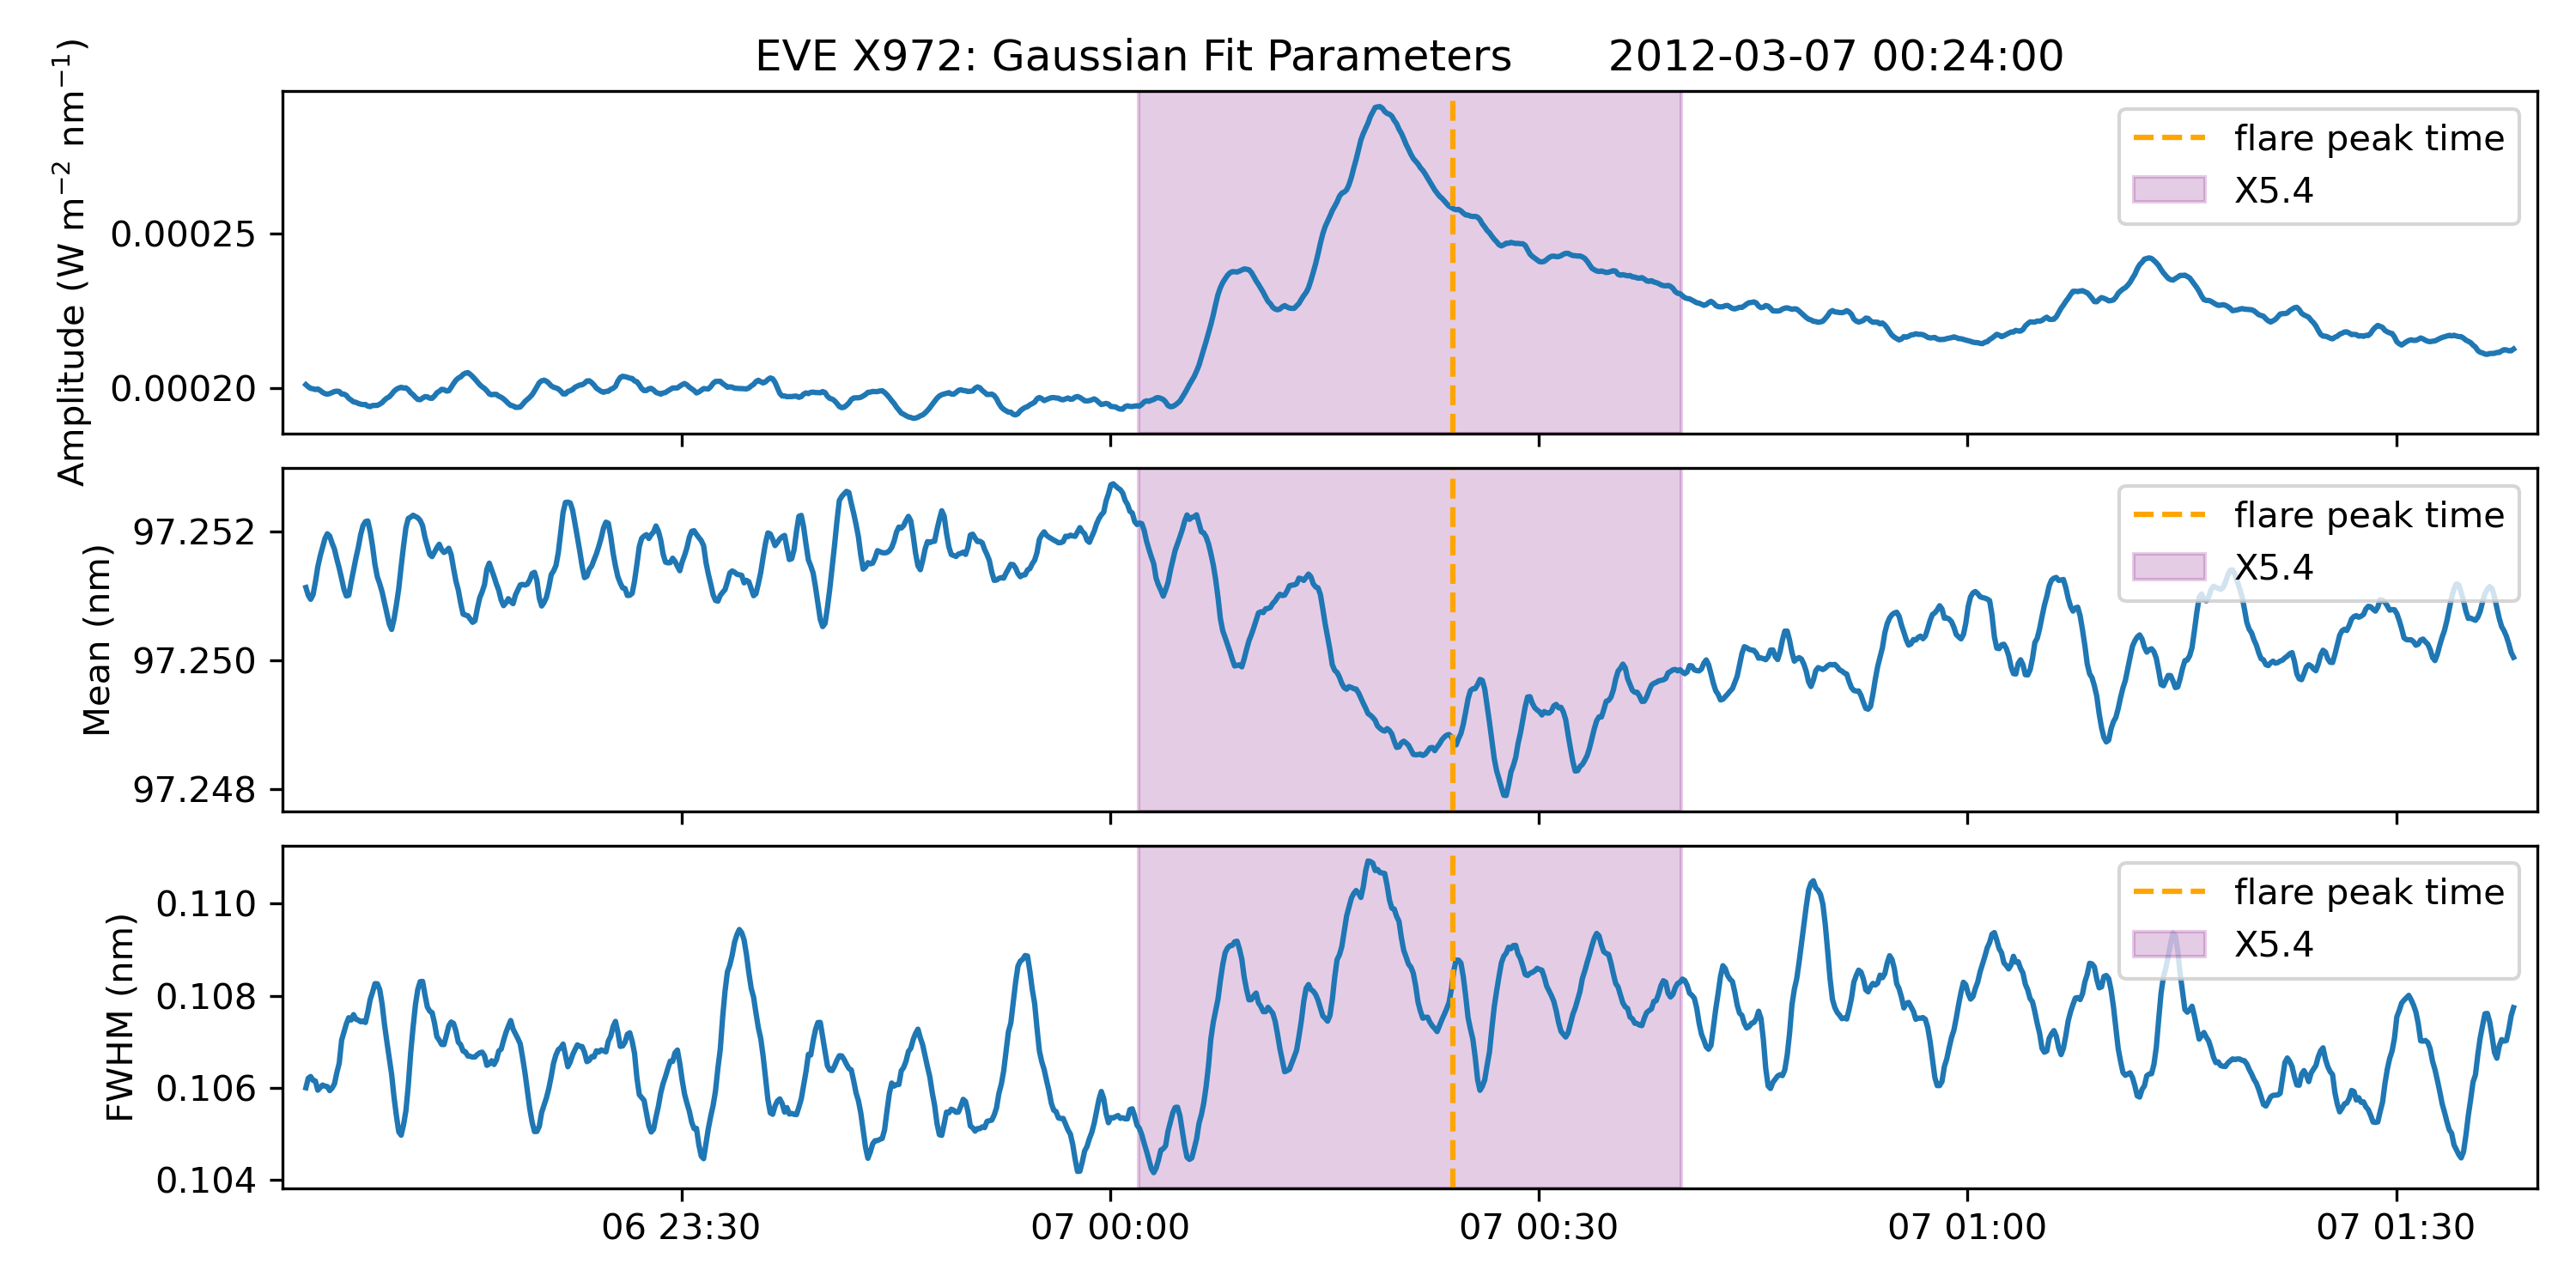 EVE X972: Gaussian Fit Parameters 2012-03-07 00:24:00
Amplitude (W m⁻² nm⁻¹)
0.00025
0.00020
flare peak time
X5.4
Mean (nm)
97.252
97.250
97.248
flare peak time
X5.4
FWHM (nm)
0.110
0.108
0.106
0.104
flare peak time
X5.4
06 23:30 07 00:00 07 00:30 07 01:00 07 01:30